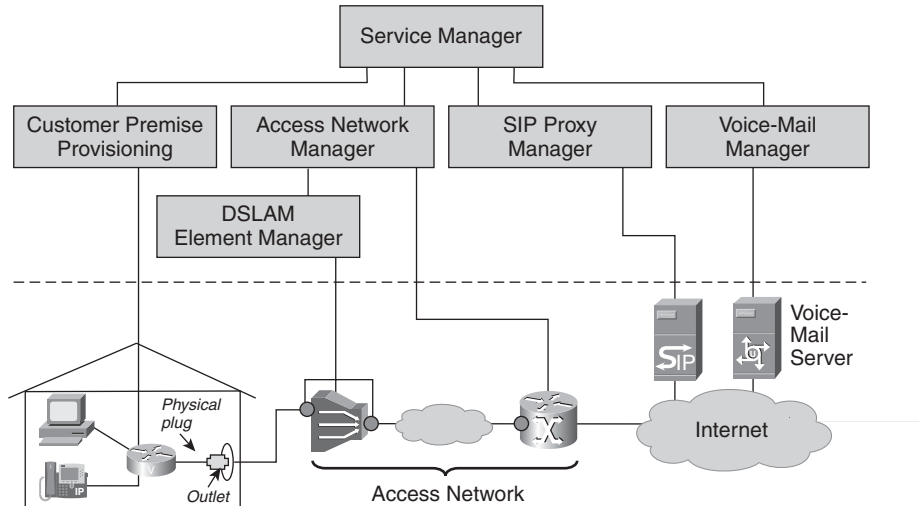 Service Manager
Customer Premise
Provisioning
Access Network
Manager
SIP Proxy
Manager
Voice-Mail
Manager
DSLAM
Element Manager
Voice-
Mail
Server
SIP
Physical
plug
V
IP
Outlet
Internet
Access Network